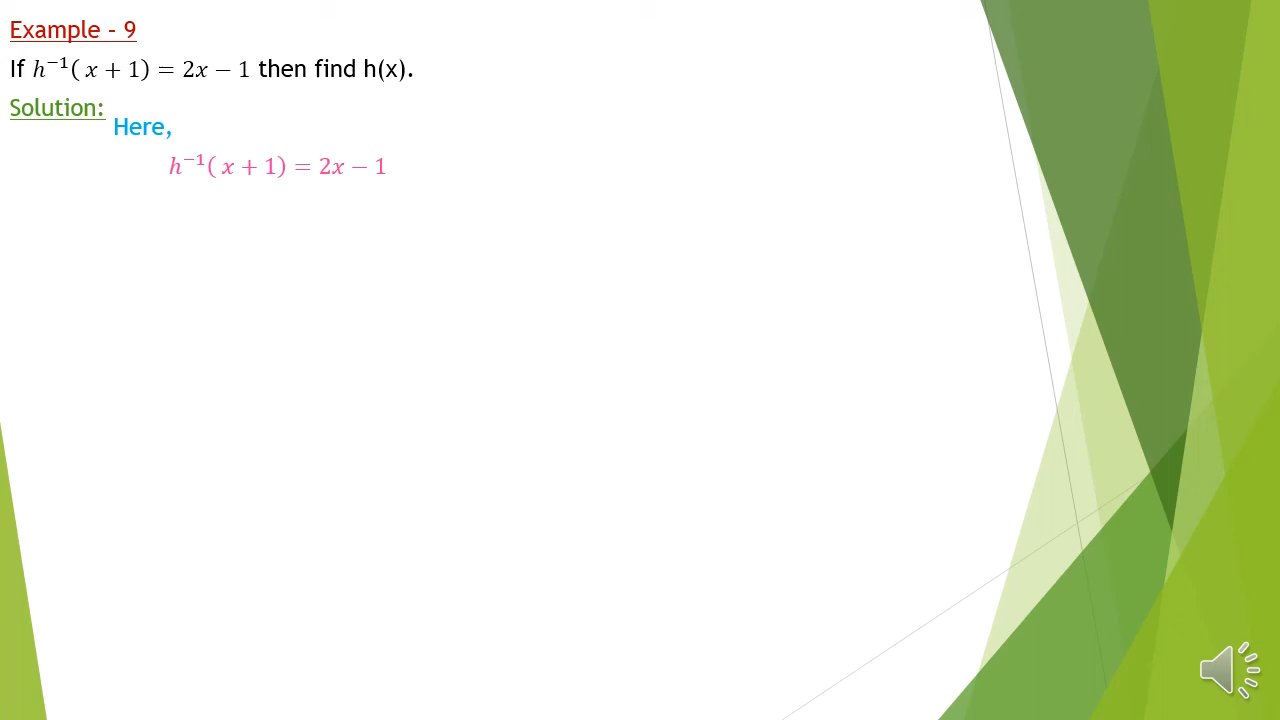 Example - 9
If h⁻¹( x + 1) = 2x − 1 then find h(x).
Solution:
Here,
h⁻¹( x + 1) = 2x − 1